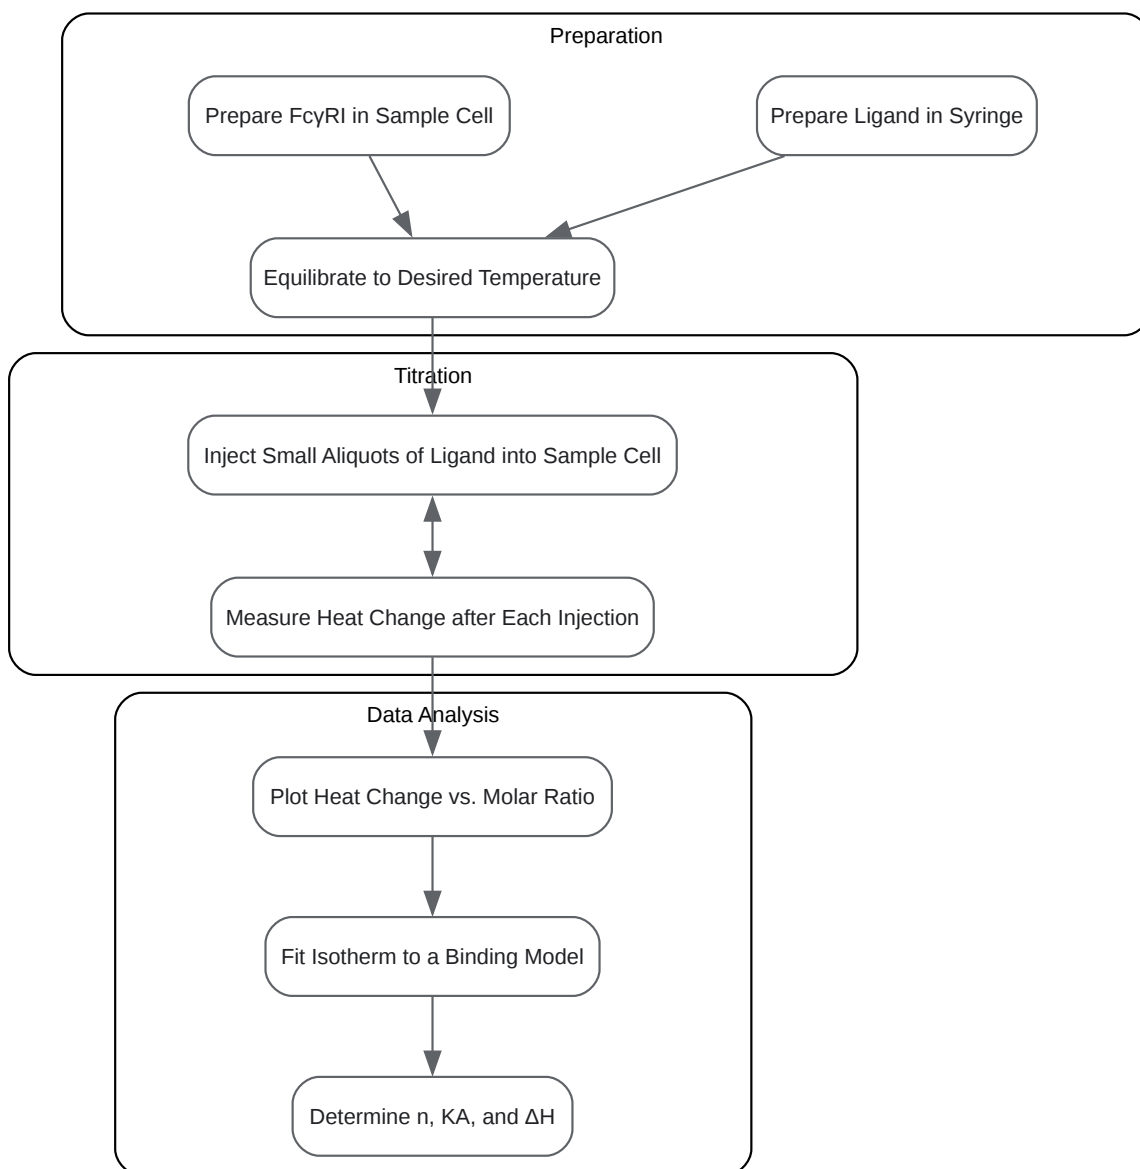 Preparation
Prepare FcγRI in Sample Cell
Prepare Ligand in Syringe
Equilibrate to Desired Temperature
Titration
Inject Small Aliquots of Ligand into Sample Cell
Measure Heat Change after Each Injection
Data Analysis
Plot Heat Change vs. Molar Ratio
Fit Isotherm to a Binding Model
Determine n, KA, and ΔH